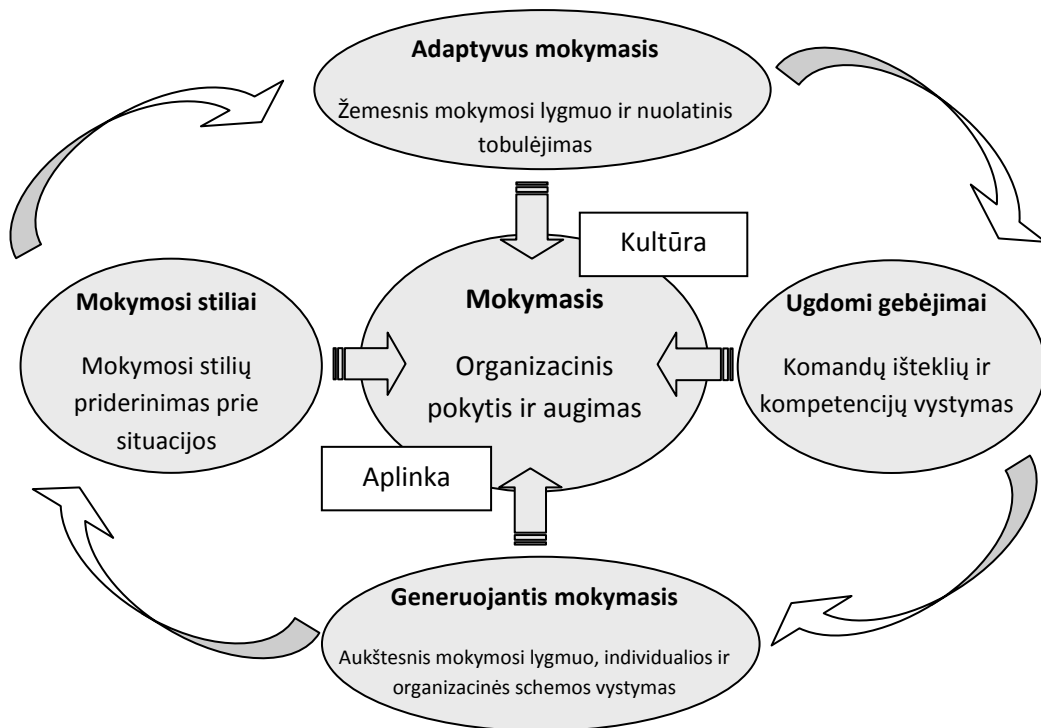 Adaptyvus mokymasis
Žemesnis mokymosi lygmuo ir nuolatinis
tobulėjimas
Kultūra
Mokymosi stiliai
Mokymosi stilių
priderinimas prie
situacijos
Mokymasis
Organizacinis
pokytis ir augimas
Ugdomi gebėjimai
Komandų išteklių ir
kompetencijų vystymas
Aplinka
Generuojantis mokymasis
Aukštesnis mokymosi lygmuo, individualios ir
organizacinės schemos vystymas